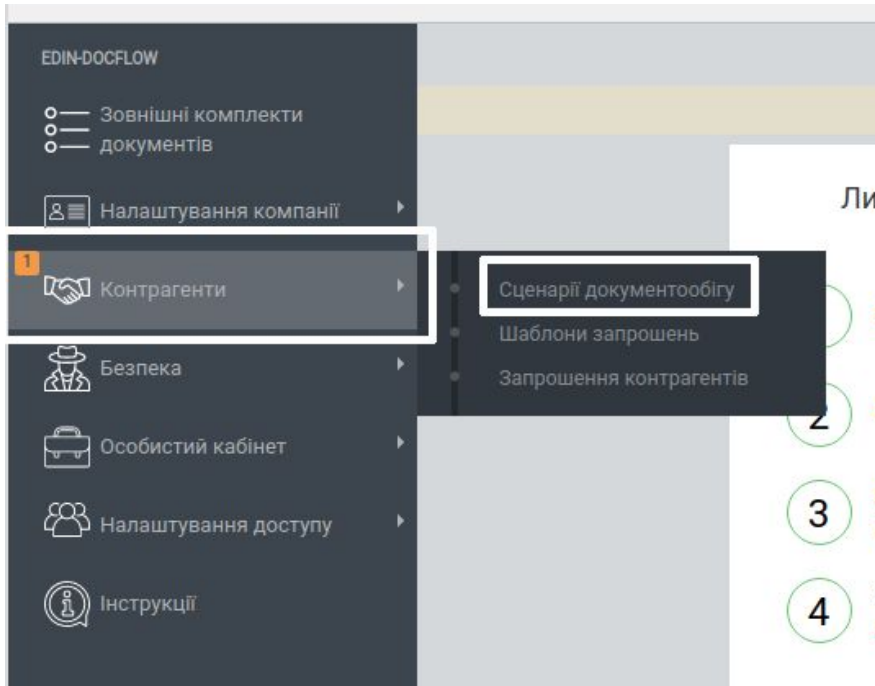 EDIN-DOCFLOW
Зовнішні комплекти
документів
Налаштування компанії
1
Контрагенти
Сценарії документообігу
Шаблони запрошень
Запрошення контрагентів
Безпека
Особистий кабінет
Налаштування доступу
Інструкції
Ли
2
3
4